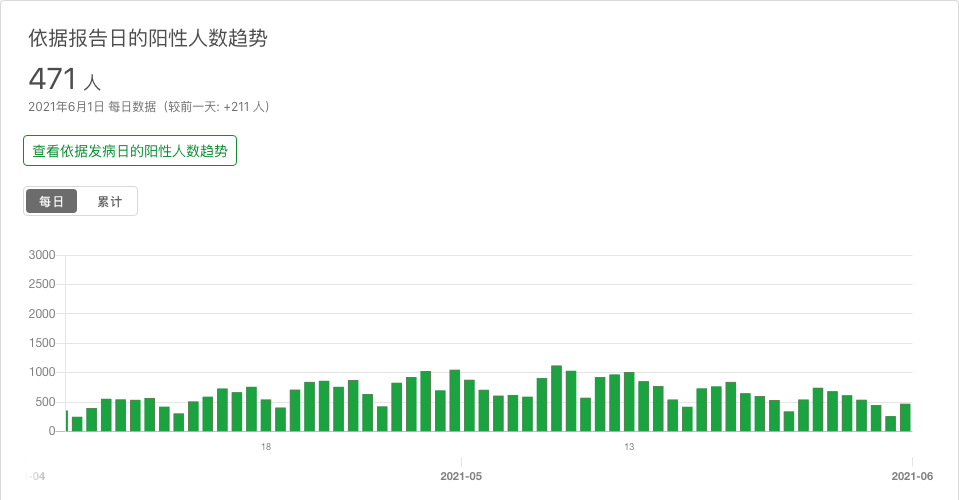 依据报告日的阳性人数趋势
471 人
2021年6月1日 每日数据（较前一天: +211 人）
查看依据发病日的阳性人数趋势
每日 累计
3000
2500
2000
1500
1000
500
0
18 13
-04 2021-05 2021-06